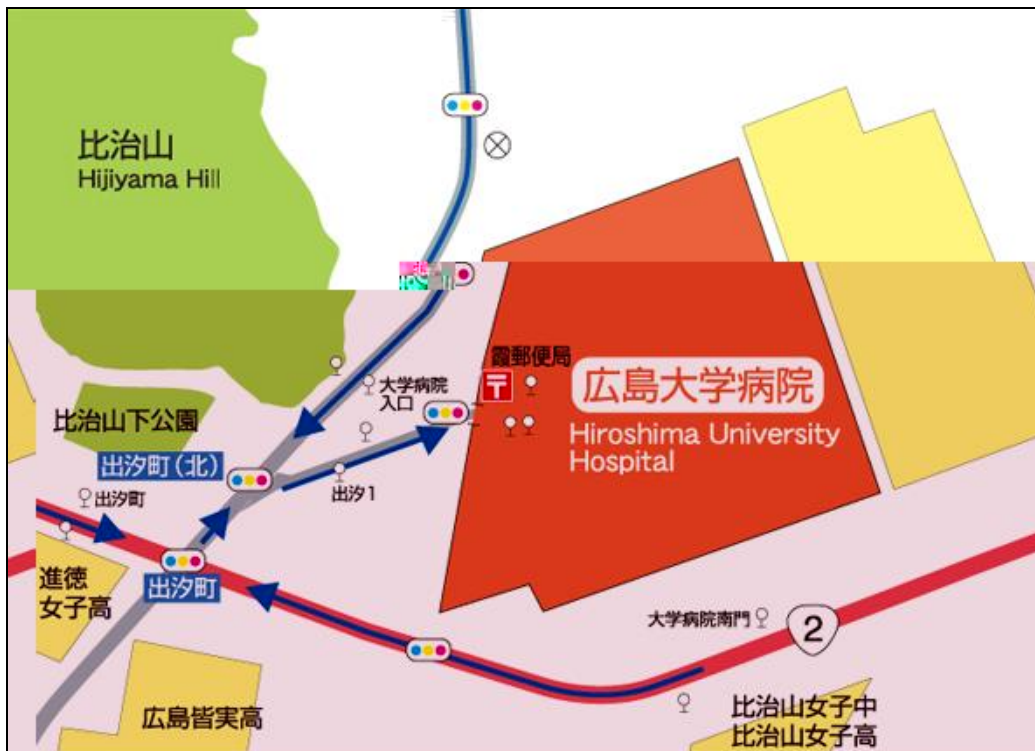 比治山
Hijiyama Hill
霞郵便局
大学病院
入口
広島大学病院
Hiroshima University
Hospital
比治山下公園
出汐町(北)
出汐1
出汐町
出汐町
進徳
女子高
大学病院南門
2
広島皆実高
比治山女子中
比治山女子高